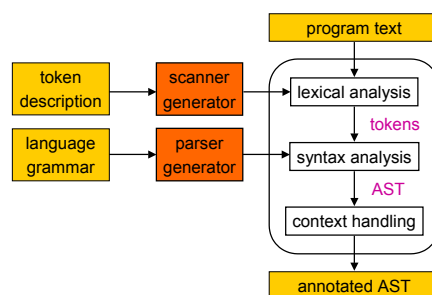 program text
token
description
scanner
generator
lexical analysis
tokens
language
grammar
parser
generator
syntax analysis
AST
context handling
annotated AST